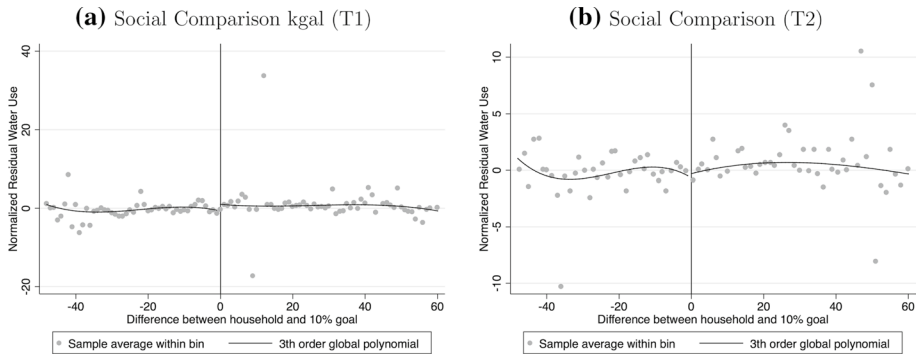 (a) Social Comparison kgal (T1)
Normalized Residual Water Use
40
20
0
-20
-40 -20 0 20 40 60
Difference between household and 10% goal
Sample average within bin 3th order global polynomial
(b) Social Comparison (T2)
Normalized Residual Water Use
10
5
0
-5
-10
-40 -20 0 20 40 60
Difference between household and 10% goal
Sample average within bin 3th order global polynomial